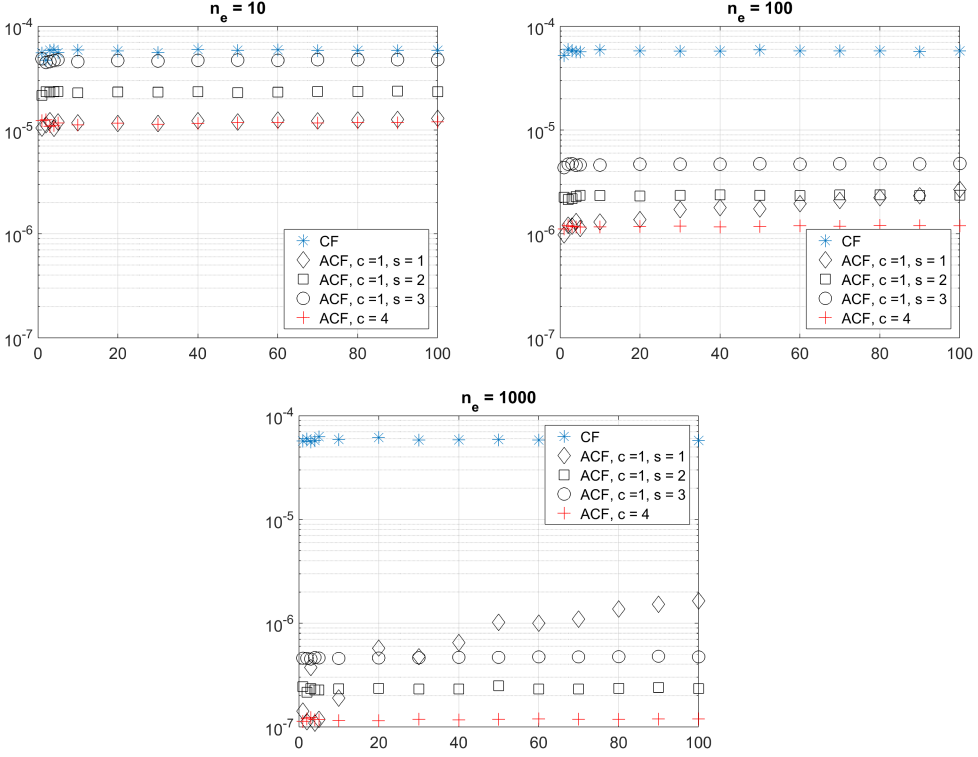 n_e = 10
10^-4
10^-5
10^-6
10^-7
0
20
40
60
80
100
CF
ACF, c =1, s = 1
ACF, c =1, s = 2
ACF, c =1, s = 3
ACF, c = 4
n_e = 100
10^-4
10^-5
10^-6
10^-7
0
20
40
60
80
100
CF
ACF, c =1, s = 1
ACF, c =1, s = 2
ACF, c =1, s = 3
ACF, c = 4
n_e = 1000
10^-4
10^-5
10^-6
10^-7
0
20
40
60
80
100
CF
ACF, c =1, s = 1
ACF, c =1, s = 2
ACF, c =1, s = 3
ACF, c = 4